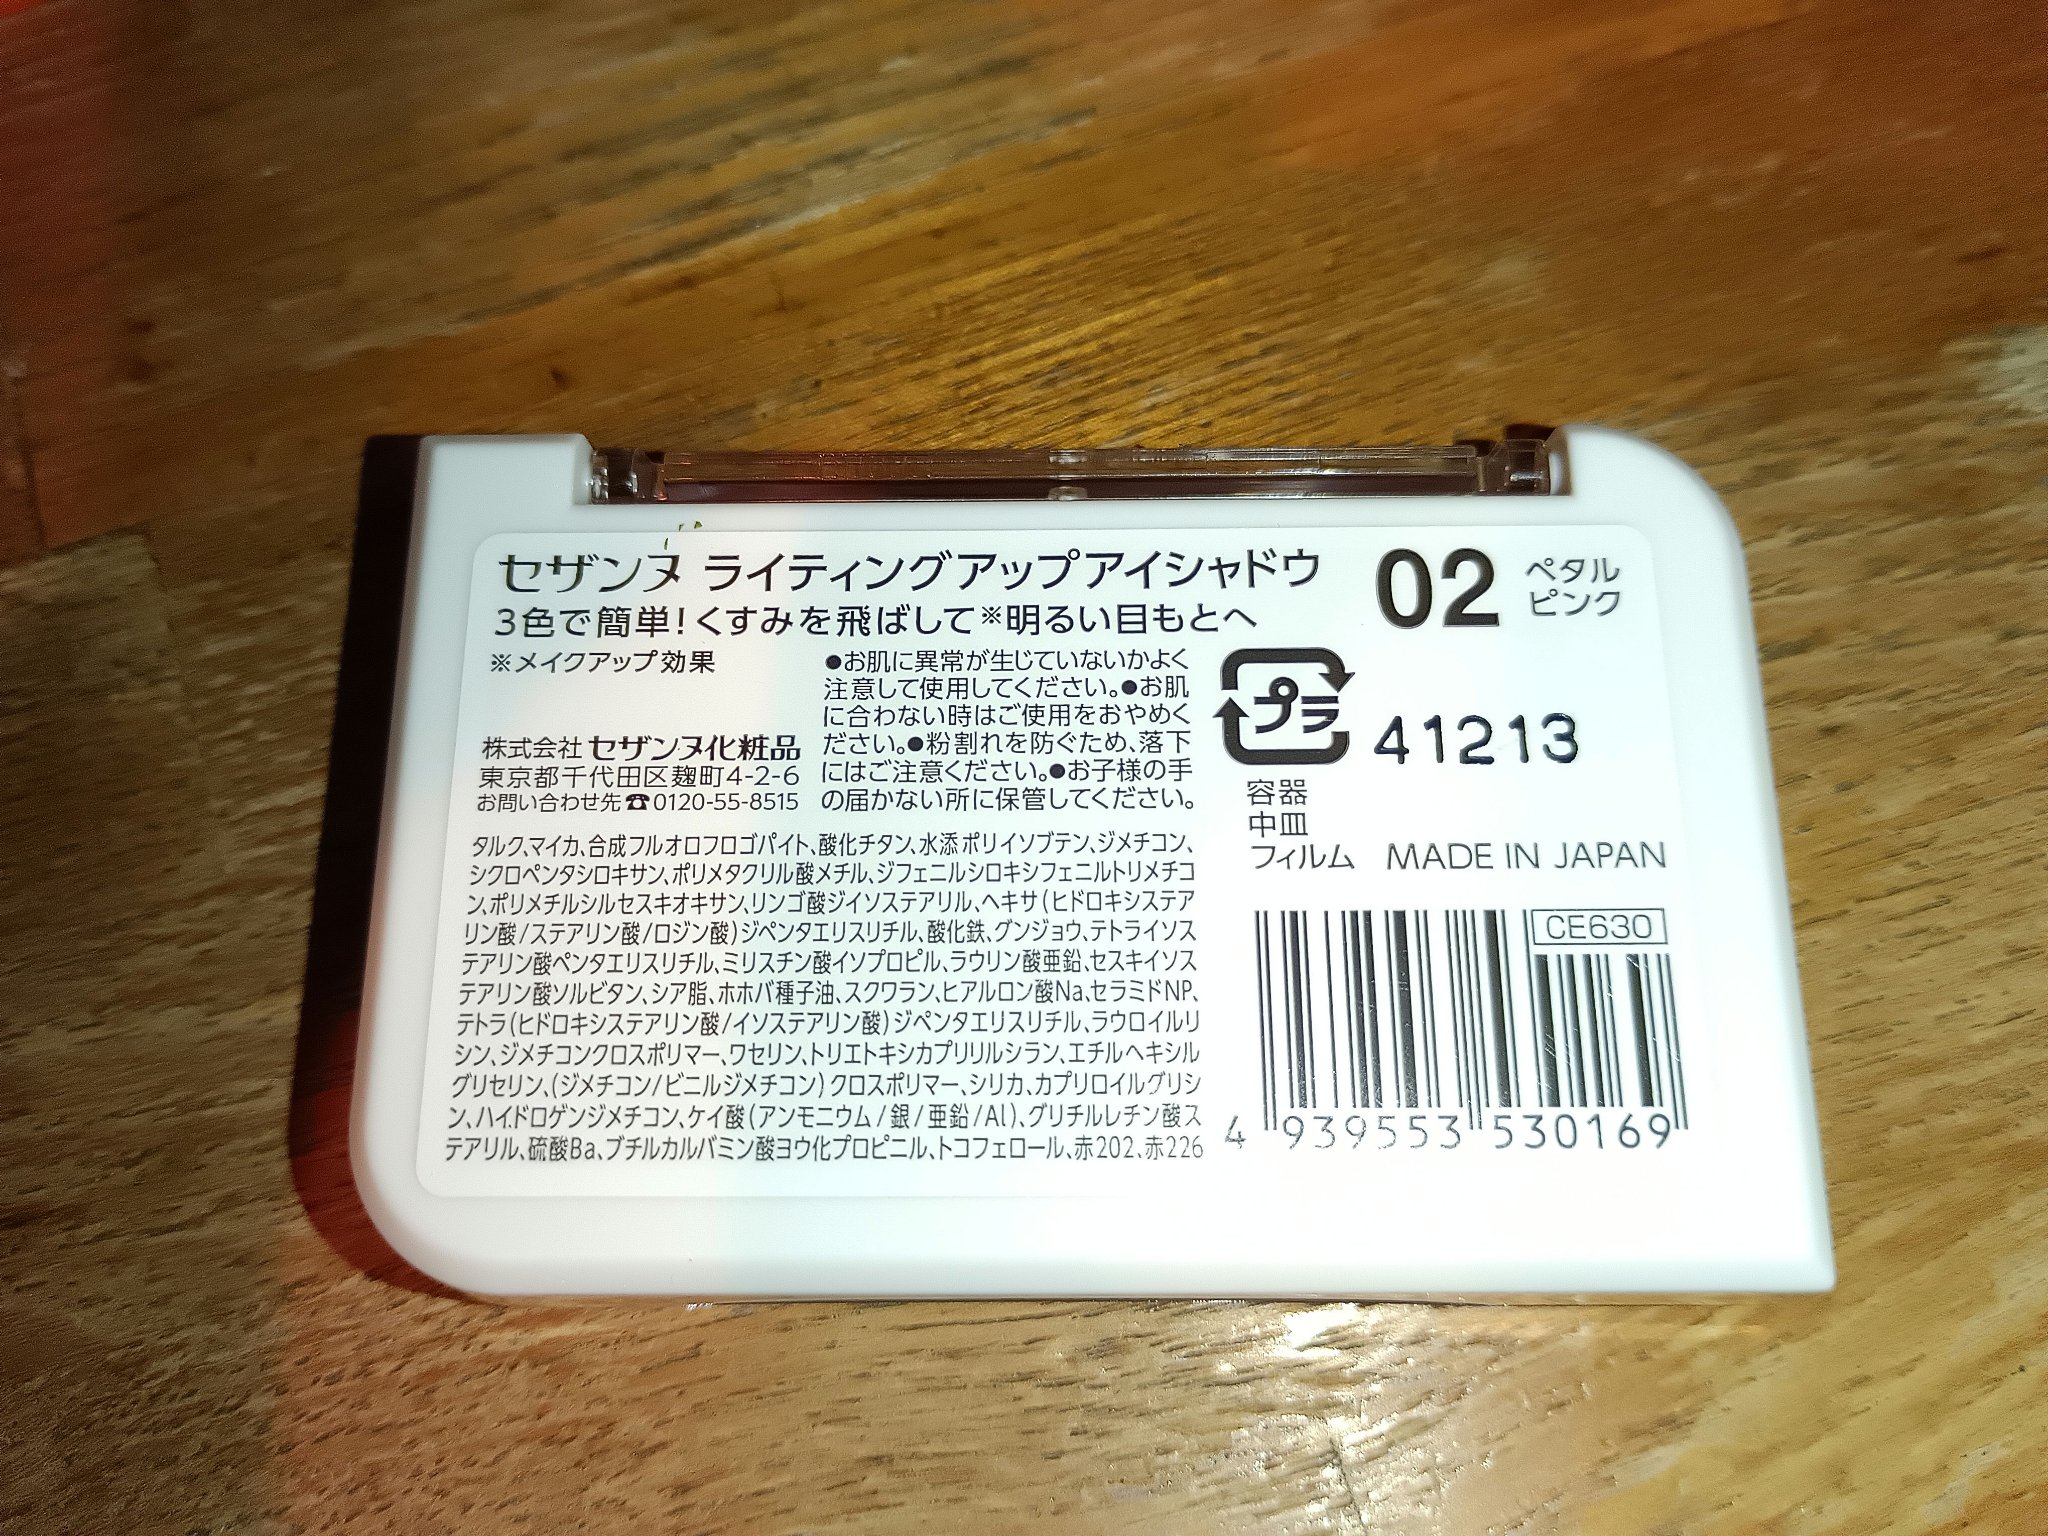 セザンヌ ライティングアップアイシャドウ
02 ペタル
ピンク
3色で簡単!くすみを飛ばして※明るい目もとへ
※メイクアップ効果
株式会社 セザンヌ化粧品
東京都千代田区麹町4-2-6
お問い合わせ先☎0120-55-8515
●お肌に異常が生じていないかよく
注意して使用してください。●お肌
に合わない時はご使用をおやめく
ださい。●粉割れを防ぐため、落下
にはご注意ください。●お子様の手
の届かない所に保管してください。
プラ
41213
容器
中皿
フィルム
MADE IN JAPAN
タルク、マイカ、合成フルオロフロゴパイト、酸化チタン、水添ポリイソブテン、ジメチコン、
シクロペンタシロキサン、ポリメタクリル酸メチル、ジフェニルシロキシフェニルトリメチコ
ン、ポリメチルシルセスキオキサン、リンゴ酸ジイソステアリル、ヘキサ(ヒドロキシステア
リン酸/ステアリン酸/ロジン酸)ジペンタエリスリチル、酸化鉄、グンジョウ、テトライソス
テアリン酸ペンタエリスリチル、ミリスチン酸イソプロピル、ラウリン酸亜鉛、セスキイソス
テアリン酸ソルビタン、シア脂、ホホバ種子油、スクワラン、ヒアルロン酸Na、セラミドNP、
テトラ(ヒドロキシステアリン酸/イソステアリン酸)ジペンタエリスリチル、ラウロイルリ
シン、ジメチコンクロスポリマー、ワセリン、トリエトキシカプリリルシラン、エチルヘキシル
グリセリン、(ジメチコン/ビニルジメチコン)クロスポリマー、シリカ、カプリロイルグリシ
ン、ハイドロゲンジメチコン、ケイ酸(アンモニウム/銀/亜鉛/Al)、グリチルレチン酸ス
テアリル、硫酸Ba、ブチルカルバミン酸ヨウ化プロピニル、トコフェロール、赤202、赤226
CE630
4 939553 530169